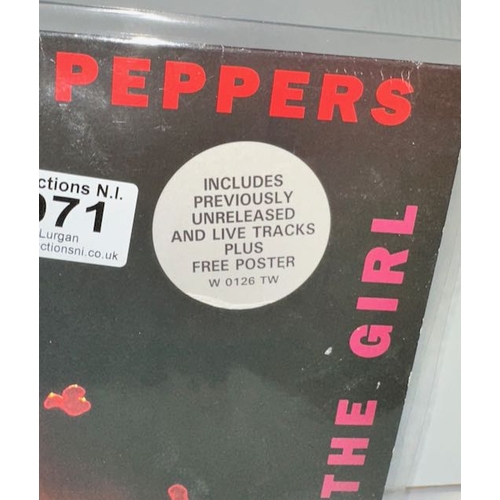 PEPPERS
ctions N.I.
071
Lurgan
ctionsni.co.uk
INCLUDES
PREVIOUSLY
UNRELEASED
AND LIVE TRACKS
PLUS
FREE POSTER
W 0126 TW
THE GIRL